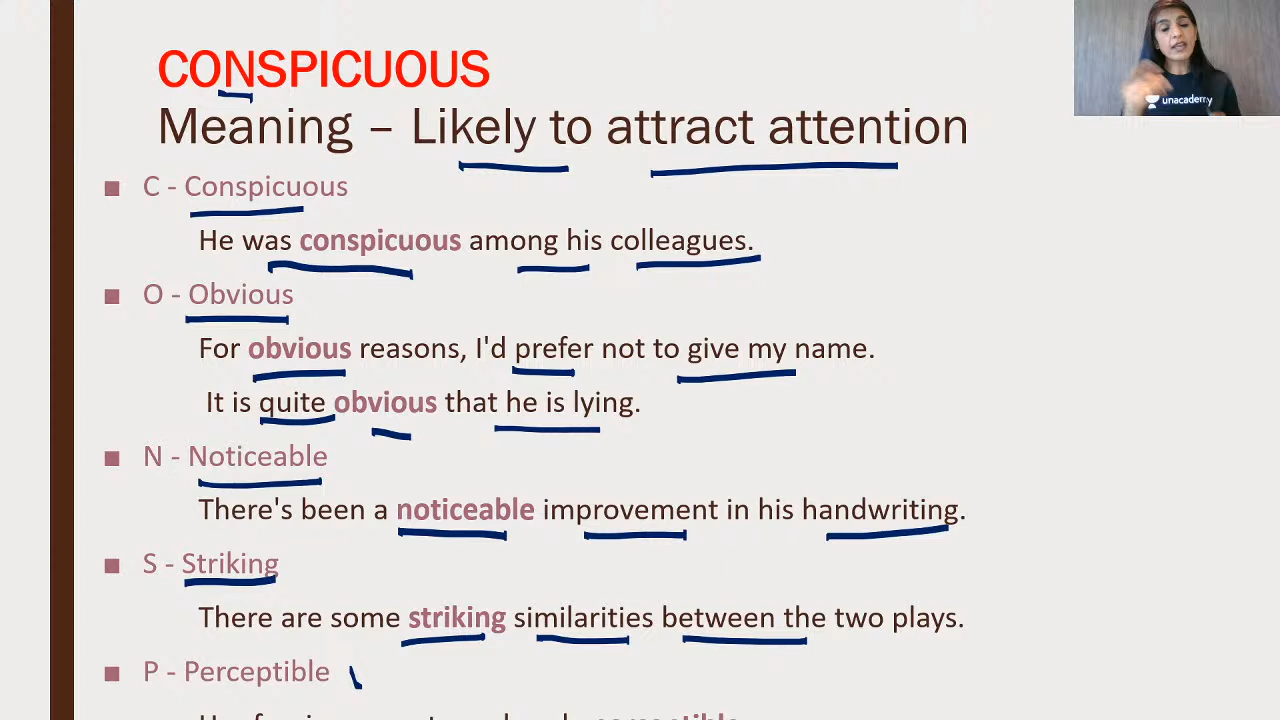 CONSPICUOUS
Meaning – Likely to attract attention
C - Conspicuous
He was conspicuous among his colleagues.
O - Obvious
For obvious reasons, I'd prefer not to give my name.
It is quite obvious that he is lying.
N - Noticeable
There's been a noticeable improvement in his handwriting.
S - Striking
There are some striking similarities between the two plays.
P - Perceptible
perceptible
unacademy